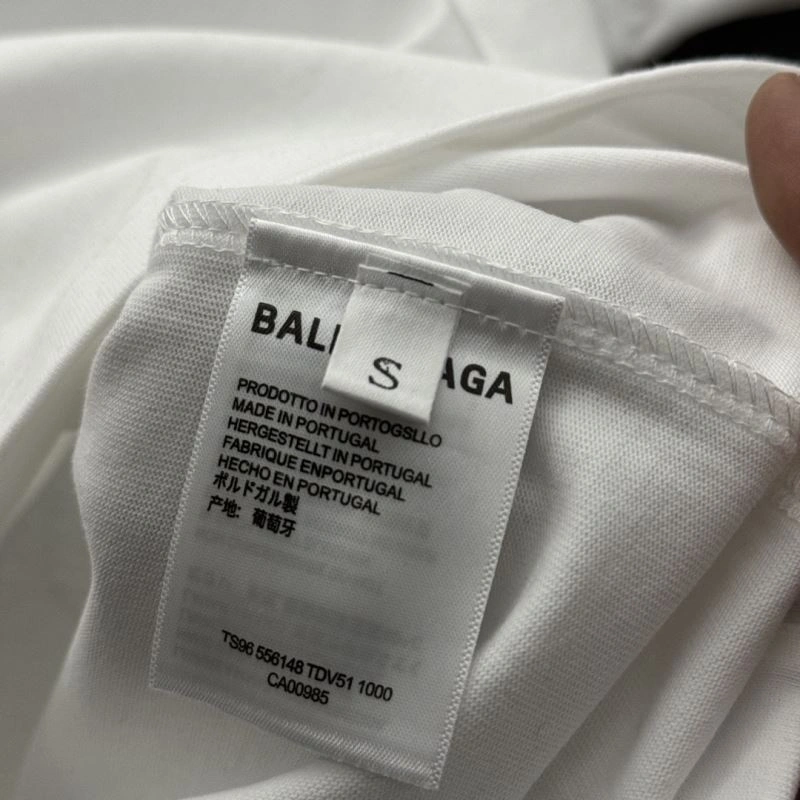 BAL AGA
S
PRODOTTO IN PORTOGSLLO
MADE IN PORTUGAL
HERGESTELLT IN PORTUGAL
FABRIQUE ENPORTUGAL
HECHO EN PORTUGAL
ポルドガル製
产地: 葡萄牙
TS96 556148 TDV51 1000
CA00985